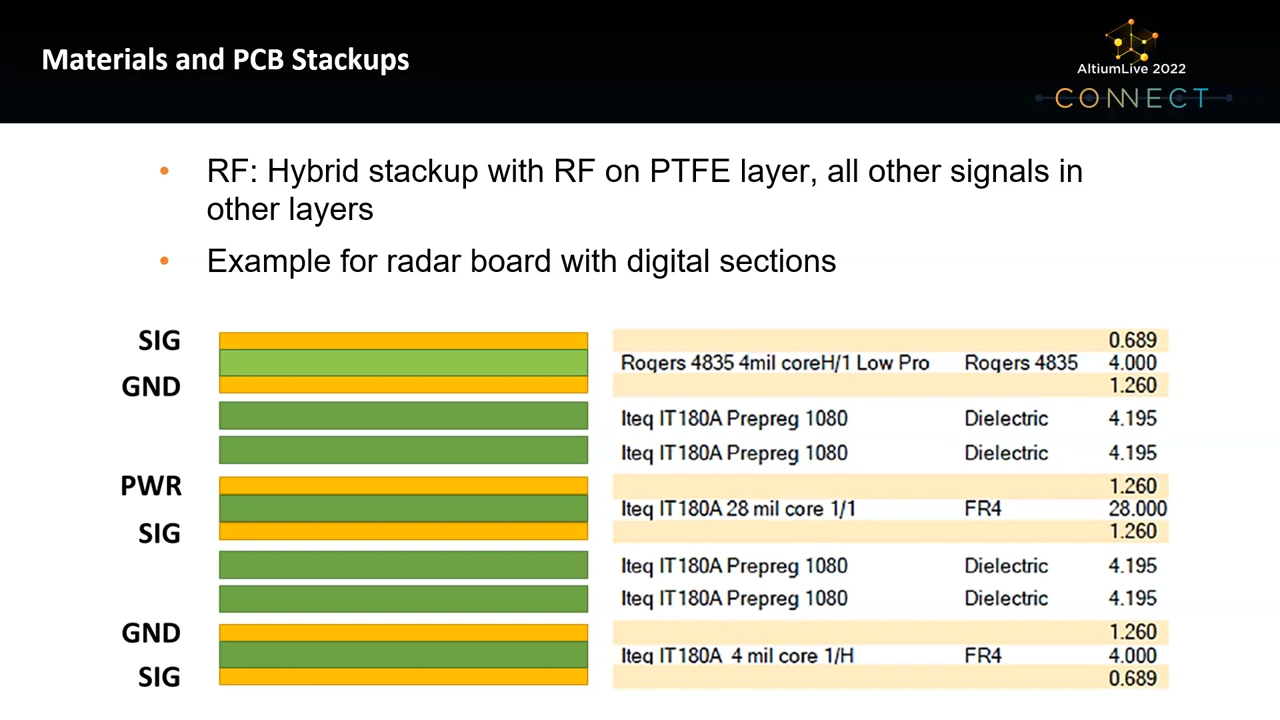 Materials and PCB Stackups
AltiumLive 2022
CONNECT
• RF: Hybrid stackup with RF on PTFE layer, all other signals in
other layers
• Example for radar board with digital sections
SIG 0.689
Rogers 4835 4mil coreH/1 Low Pro Rogers 4835 4.000
GND 1.260
Iteq IT180A Prepreg 1080 Dielectric 4.195
Iteq IT180A Prepreg 1080 Dielectric 4.195
PWR 1.260
Iteq IT180A 28 mil core 1/1 FR4 28.000
SIG 1.260
Iteq IT180A Prepreg 1080 Dielectric 4.195
Iteq IT180A Prepreg 1080 Dielectric 4.195
GND 1.260
Iteq IT180A 4 mil core 1/H FR4 4.000
SIG 0.689